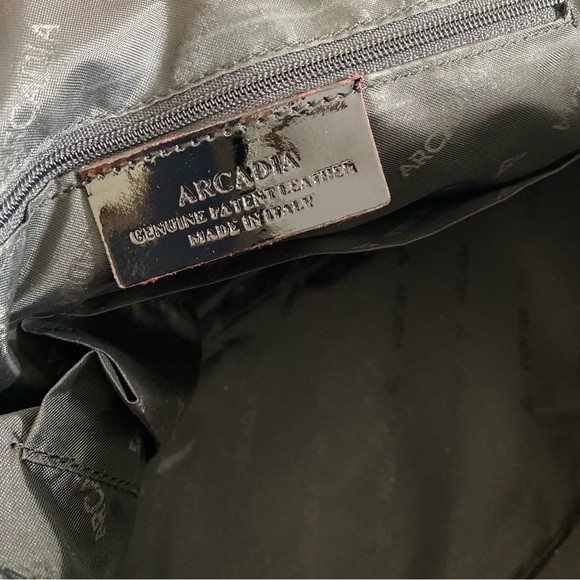 ARCADIA
GENUINE PATENT LEATHER
MADE IN ITALY